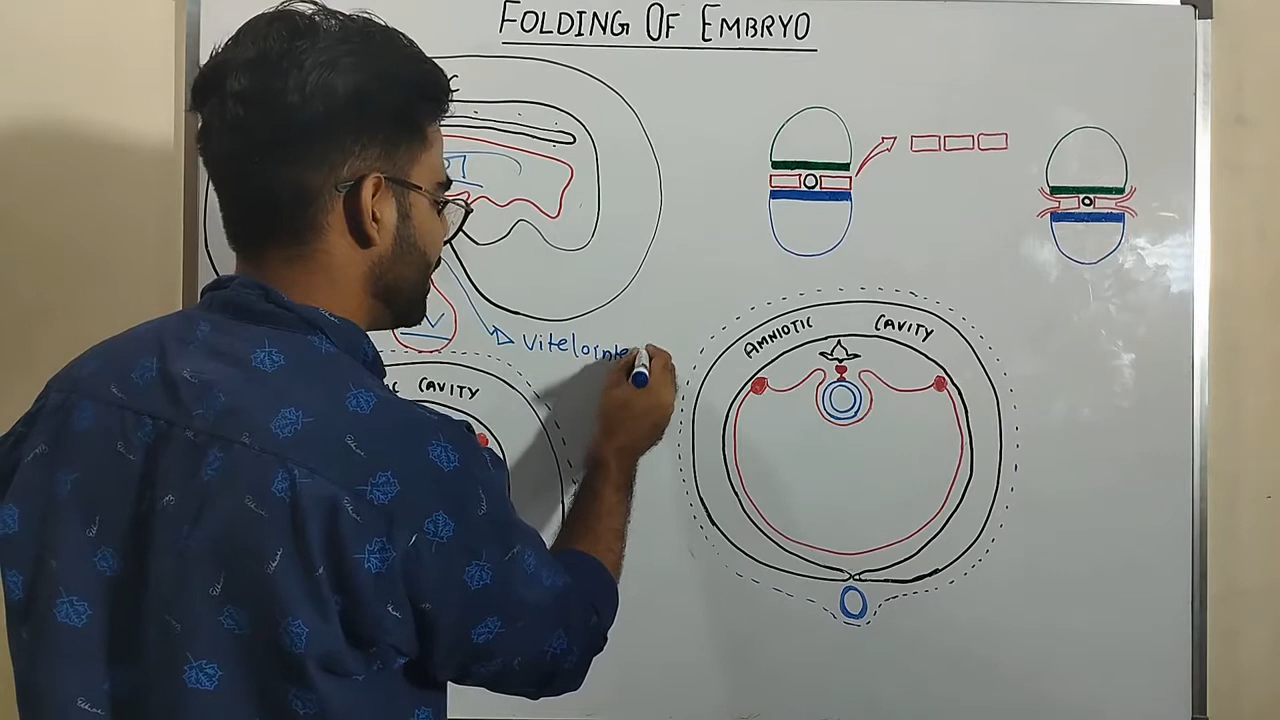 FOLDING OF EMBRYO
C
vitelointe
C CAVITY
AMNIOTIC CAVITY